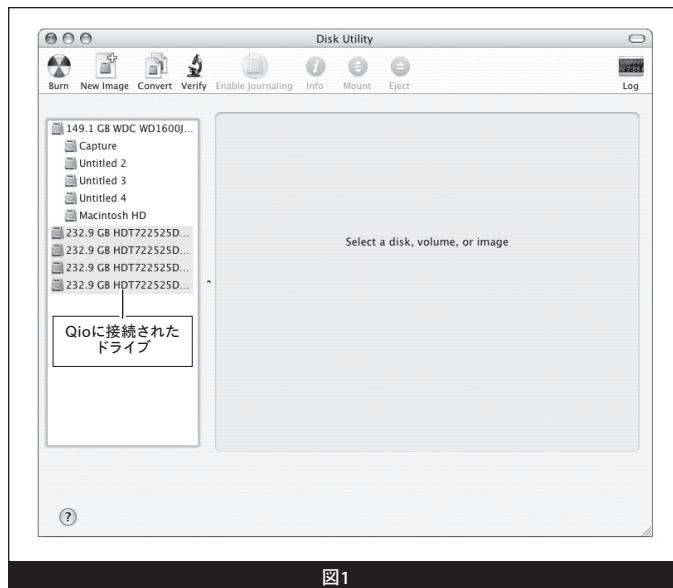 Disk Utility
Burn
New Image
Convert
Verify
Enable Journaling
Info
Mount
Eject
Log
149.1 GB WDC WD1600J...
Capture
Untitled 2
Untitled 3
Untitled 4
Macintosh HD
232.9 GB HDT722525D...
232.9 GB HDT722525D...
232.9 GB HDT722525D...
232.9 GB HDT722525D...
Select a disk, volume, or image
Qioに接続された
ドライブ
?
図1